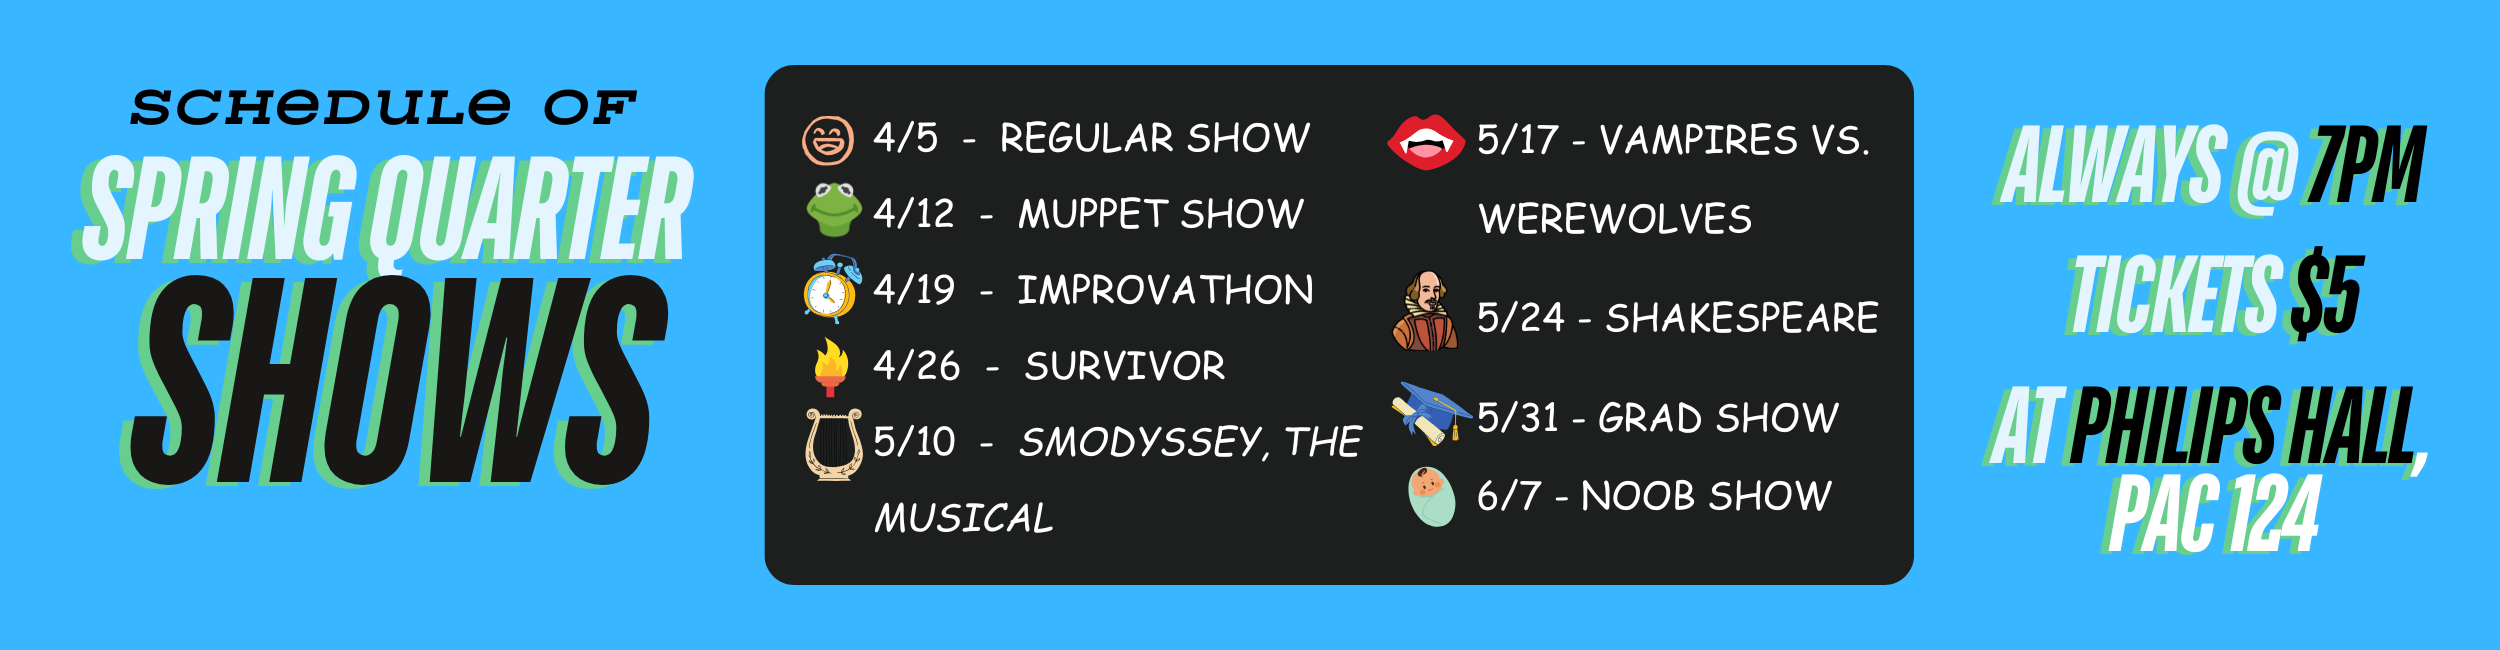 SCHEDULE OF
SPRING QUARTER
SHOWS
4/5 - REGULAR SHOW
4/12 - MUPPET SHOW
4/19 - IMPROVATHON
4/26 - SURVIVOR
5/10 - SMODYSSEY, THE
MUSICAL
5/17 - VAMPIRES VS.
WEREWOLVES
5/24 - SHAKESPEARE
5/31 - GRAD SHOW
6/7 - NOOB SHOW
ALWAYS @ 7PM
TICKETS $5
AT PHILLIPS HALL,
PAC 124